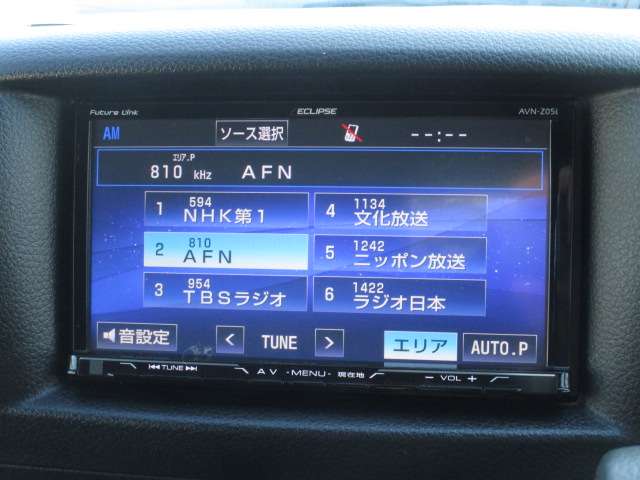 Future Link ECLIPSE AVN-Z05i
AM ソース選択 --:--
エリア.P
810 kHz AFN
1 594 NHK第1
2 810 AFN
3 954 TBSラジオ
4 1134 文化放送
5 1242 ニッポン放送
6 1422 ラジオ日本
音設定 < TUNE > エリア AUTO.P
TUNE AV -MENU- 現在地 - VOL +